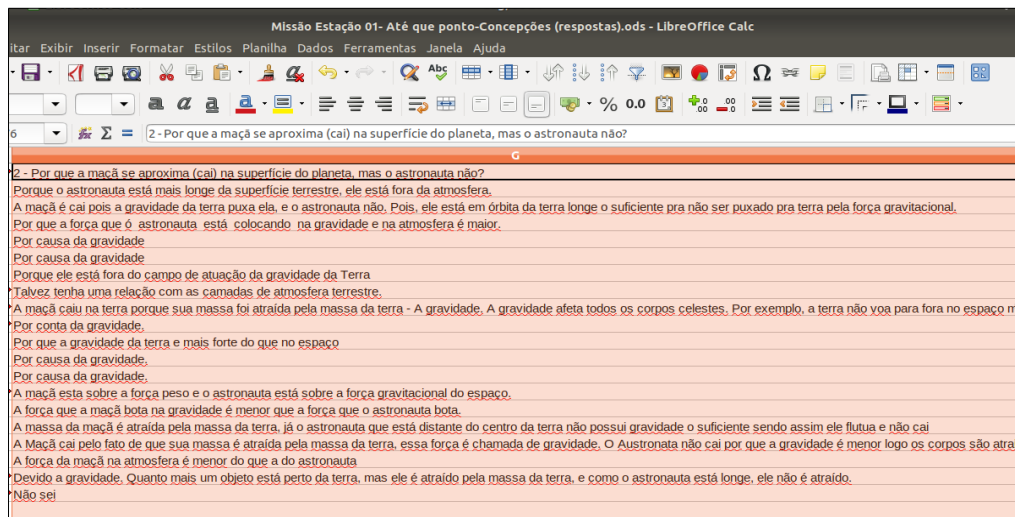 Missão Estação 01- Até que ponto-Concepções (respostas).ods - LibreOffice Calc
itar Exibir Inserir Formatar Estilos Planilha Dados Ferramentas Janela Ajuda
2 - Por que a maçã se aproxima (cai) na superfície do planeta, mas o astronauta não?
G
2 - Por que a maçã se aproxima (cai) na superfície do planeta, mas o astronauta não?
Porque o astronauta está mais longe da superfície terrestre, ele está fora da atmosfera.
A maçã é cai pois a gravidade da terra puxa ela, e o astronauta não. Pois, ele está em órbita da terra longe o suficiente pra não ser puxado pra terra pela força gravitacional.
Por que a força que ó astronauta está colocando na gravidade e na atmosfera é maior.
Por causa da gravidade
Por causa da gravidade
Porque ele está fora do campo de atuação da gravidade da Terra
Talvez tenha uma relação com as camadas de atmosfera terrestre.
A maçã caiu na terra porque sua massa foi atraída pela massa da terra - A gravidade. A gravidade afeta todos os corpos celestes. Por exemplo, a terra não voa para fora no espaço m
Por conta da gravidade.
Por que a gravidade da terra e mais forte do que no espaço
Por causa da gravidade.
Por causa da gravidade.
A maçã esta sobre a força peso e o astronauta está sobre a força gravitacional do espaço.
A força que a maçã bota na gravidade é menor que a força que o astronauta bota.
A massa da maçã é atraída pela massa da terra, já o astronauta que está distante do centro da terra não possui gravidade o suficiente sendo assim ele flutua e não cai
A Maçã cai pelo fato de que sua massa é atraída pela massa da terra, essa força é chamada de gravidade. O Austronata não cai por que a gravidade é menor logo os corpos são atra
A força da maçã na atmosfera é menor do que a do astronauta
Devido a gravidade, Quanto mais um objeto está perto da terra, mas ele é atraído pela massa da terra, e como o astronauta está longe, ele não é atraído.
Não sei